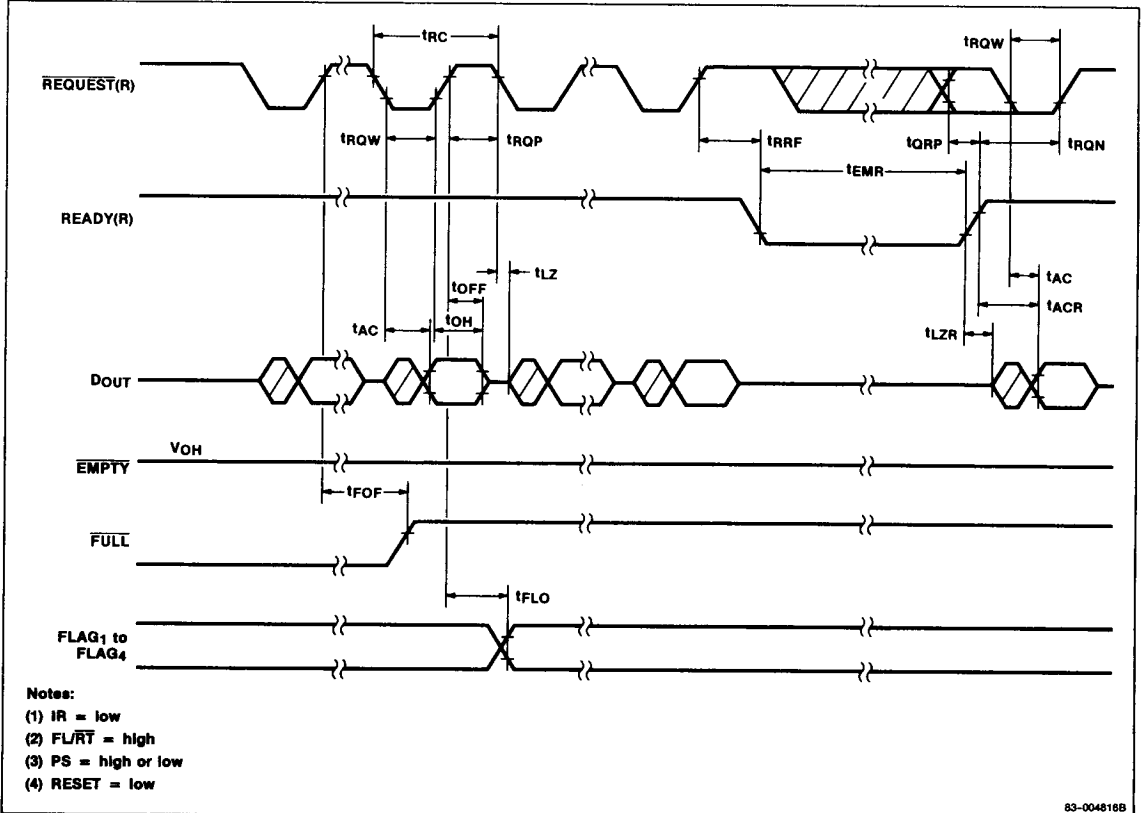 tRC
tRQW
REQUEST(R)
tRQW
tRQP
tRRF
tQRP
tRQN
tEMR
READY(R)
tLZ
tOFF
tAC
tOH
tAC
tACR
tLZR
DOUT
VOH
EMPTY
tFOF
FULL
tFLO
FLAG1 to
FLAG4
Notes:
(1) IR = low
(2) FL/RT = high
(3) PS = high or low
(4) RESET = low
83-004816B